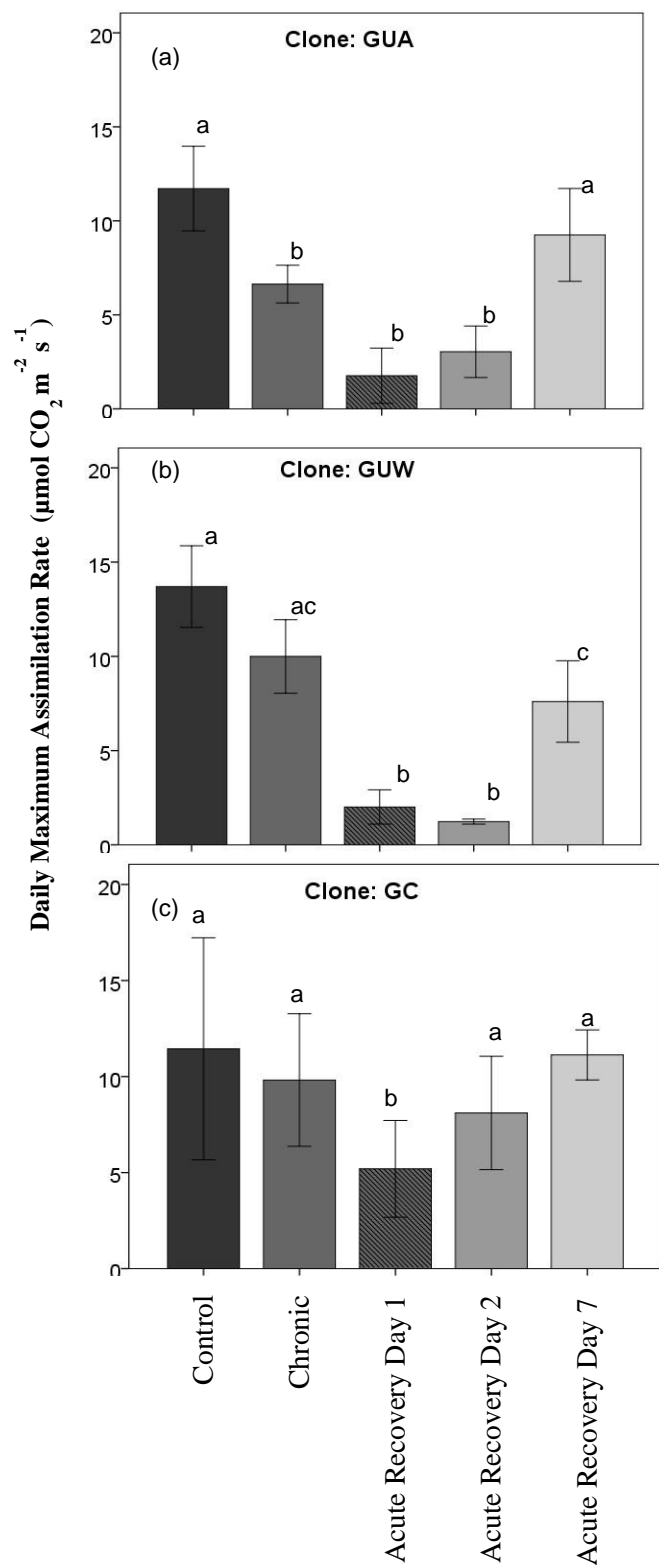 Daily Maximum Assimilation Rate (µmol CO2 m-2 s-1)
(a)
Clone: GUA
20
15
10
5
0
a
b
b
b
a
(b)
Clone: GUW
20
15
10
5
0
a
ac
b
b
c
(c)
Clone: GC
20
15
10
5
0
a
a
b
a
a
Control
Chronic
Acute Recovery Day 1
Acute Recovery Day 2
Acute Recovery Day 7